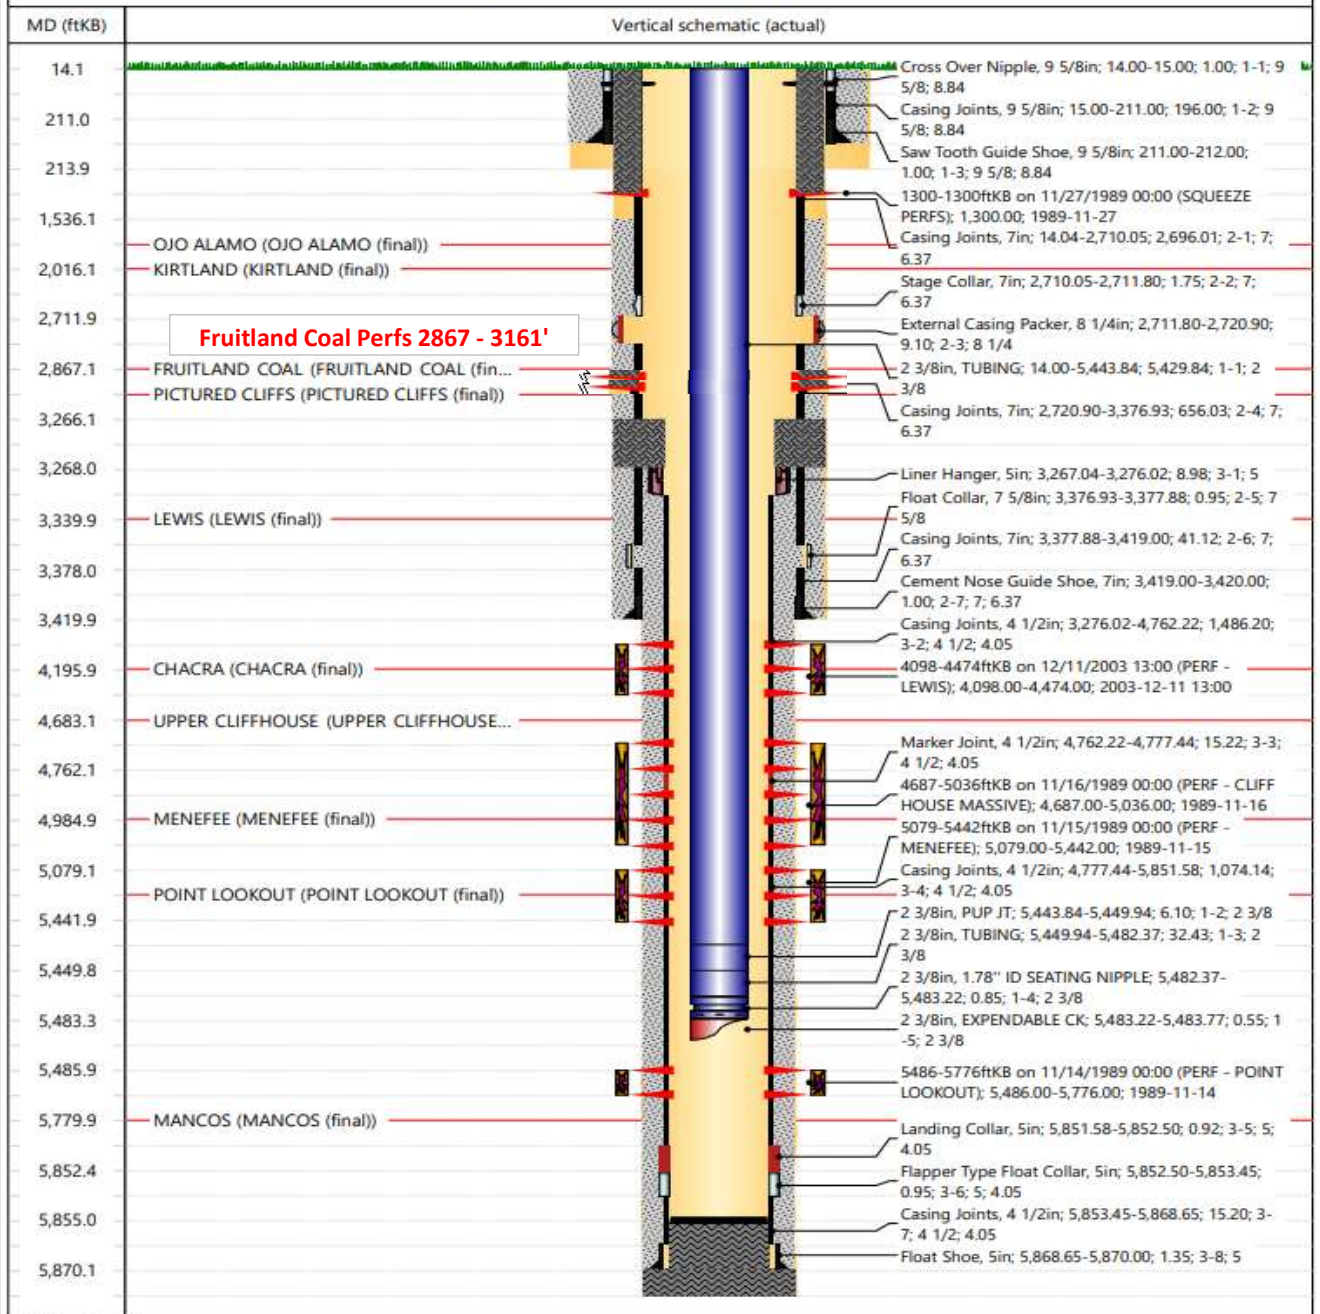 MD (ftKB)
Vertical schematic (actual)
14.1
211.0
213.9
1,536.1
2,016.1
2,711.9
2,867.1
3,266.1
3,268.0
3,339.9
3,378.0
3,419.9
4,195.9
4,683.1
4,762.1
4,984.9
5,079.1
5,441.9
5,449.8
5,483.3
5,485.9
5,779.9
5,852.4
5,855.0
5,870.1
OJO ALAMO (OJO ALAMO (final))
KIRTLAND (KIRTLAND (final))
Fruitland Coal Perfs 2867 - 3161'
FRUITLAND COAL (FRUITLAND COAL (fin...
PICTURED CLIFFS (PICTURED CLIFFS (final))
LEWIS (LEWIS (final))
CHACRA (CHACRA (final))
UPPER CLIFFHOUSE (UPPER CLIFFHOUSE...
MENEFEE (MENEFEE (final))
POINT LOOKOUT (POINT LOOKOUT (final))
MANCOS (MANCOS (final))
Cross Over Nipple, 9 5/8in; 14.00-15.00; 1.00; 1-1; 9
5/8; 8.84
Casing Joints, 9 5/8in; 15.00-211.00; 196.00; 1-2; 9
5/8; 8.84
Saw Tooth Guide Shoe, 9 5/8in; 211.00-212.00;
1.00; 1-3; 9 5/8; 8.84
1300-1300ftKB on 11/27/1989 00:00 (SQUEEZE
PERFS); 1,300.00; 1989-11-27
Casing Joints, 7in; 14.04-2,710.05; 2,696.01; 2-1; 7;
6.37
Stage Collar, 7in; 2,710.05-2,711.80; 1.75; 2-2; 7;
6.37
External Casing Packer, 8 1/4in; 2,711.80-2,720.90;
9.10; 2-3; 8 1/4
2 3/8in, TUBING; 14.00-5,443.84; 5,429.84; 1-1; 2
3/8
Casing Joints, 7in; 2,720.90-3,376.93; 656.03; 2-4; 7;
6.37
Liner Hanger, 5in; 3,267.04-3,276.02; 8.98; 3-1; 5
Float Collar, 7 5/8in; 3,376.93-3,377.88; 0.95; 2-5; 7
5/8
Casing Joints, 7in; 3,377.88-3,419.00; 41.12; 2-6; 7;
6.37
Cement Nose Guide Shoe, 7in; 3,419.00-3,420.00;
1.00; 2-7; 7; 6.37
Casing Joints, 4 1/2in; 3,276.02-4,762.22; 1,486.20;
3-2; 4 1/2; 4.05
4098-4474ftKB on 12/11/2003 13:00 (PERF -
LEWIS); 4,098.00-4,474.00; 2003-12-11 13:00
Marker Joint, 4 1/2in; 4,762.22-4,777.44; 15.22; 3-3;
4 1/2; 4.05
4687-5036ftKB on 11/16/1989 00:00 (PERF - CLIFF
HOUSE MASSIVE); 4,687.00-5,036.00; 1989-11-16
5079-5442ftKB on 11/15/1989 00:00 (PERF -
MENEFEE); 5,079.00-5,442.00; 1989-11-15
Casing Joints, 4 1/2in; 4,777.44-5,851.58; 1,074.14;
3-4; 4 1/2; 4.05
2 3/8in, PUP JT; 5,443.84-5,449.94; 6.10; 1-2; 2 3/8
2 3/8in, TUBING; 5,449.94-5,482.37; 32.43; 1-3; 2
3/8
2 3/8in, 1.78" ID SEATING NIPPLE; 5,482.37-
5,483.22; 0.85; 1-4; 2 3/8
2 3/8in, EXPENDABLE CK; 5,483.22-5,483.77; 0.55; 1
-5; 2 3/8
5486-5776ftKB on 11/14/1989 00:00 (PERF - POINT
LOOKOUT); 5,486.00-5,776.00; 1989-11-14
Landing Collar, 5in; 5,851.58-5,852.50; 0.92; 3-5; 5;
4.05
Flapper Type Float Collar, 5in; 5,852.50-5,853.45;
0.95; 3-6; 5; 4.05
Casing Joints, 4 1/2in; 5,853.45-5,868.65; 15.20; 3-
7; 4 1/2; 4.05
Float Shoe, 5in; 5,868.65-5,870.00; 1.35; 3-8; 5